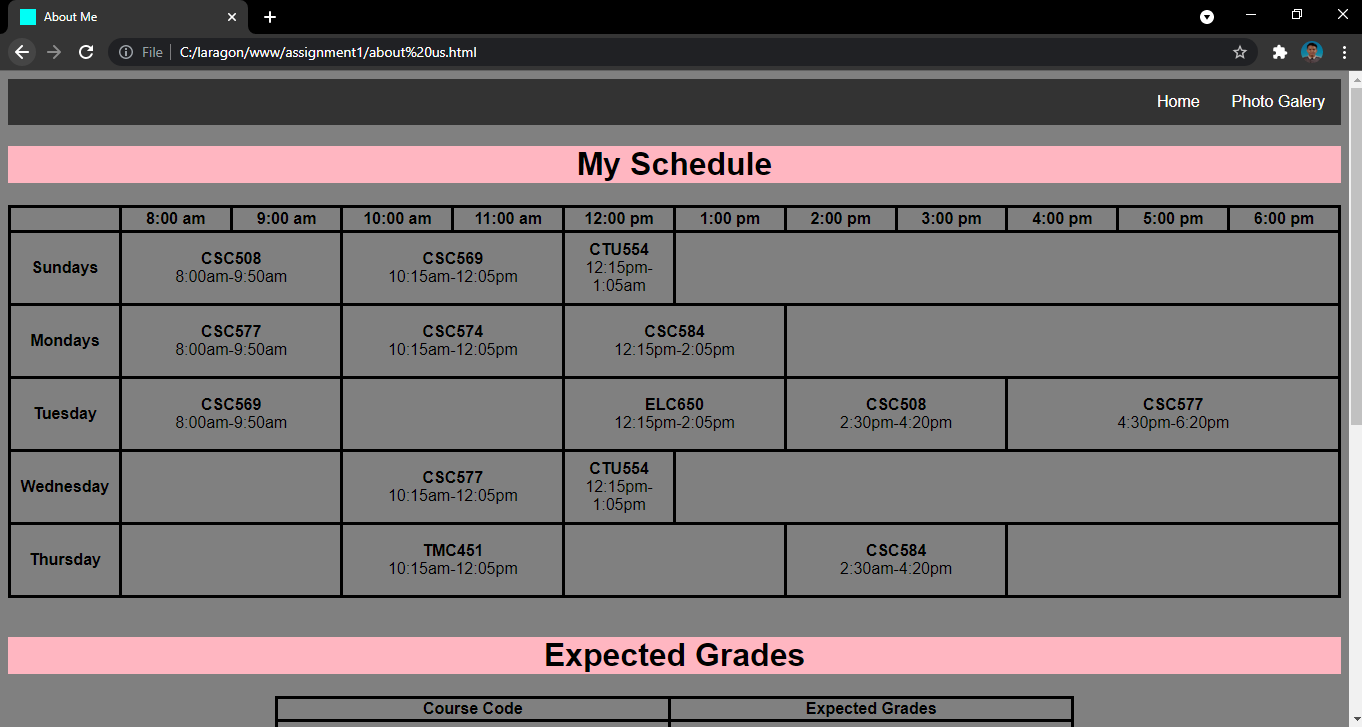 About Me
File
C:/laragon/www/assignment1/about%20us.html
Home Photo Galery
My Schedule
8:00 am 9:00 am 10:00 am 11:00 am 12:00 pm 1:00 pm 2:00 pm 3:00 pm 4:00 pm 5:00 pm 6:00 pm
Sundays
CSC508
8:00am-9:50am
CSC569
10:15am-12:05pm
CTU554
12:15pm-
1:05am
Mondays
CSC577
8:00am-9:50am
CSC574
10:15am-12:05pm
CSC584
12:15pm-2:05pm
Tuesday
CSC569
8:00am-9:50am
ELC650
12:15pm-2:05pm
CSC508
2:30pm-4:20pm
CSC577
4:30pm-6:20pm
Wednesday
CSC577
10:15am-12:05pm
CTU554
12:15pm-
1:05pm
Thursday
TMC451
10:15am-12:05pm
CSC584
2:30am-4:20pm
Expected Grades
Course Code Expected Grades